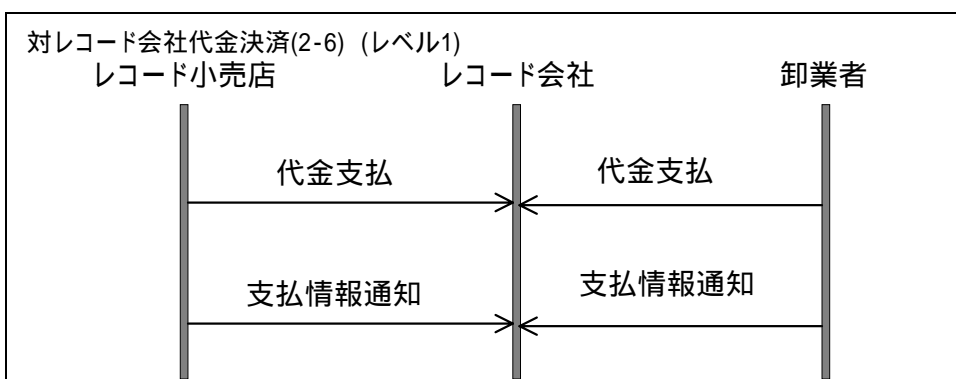 対レコード会社代金決済(2-6) (レベル1)
レコード小売店 レコード会社 卸業者
代金支払 代金支払
支払情報通知 支払情報通知